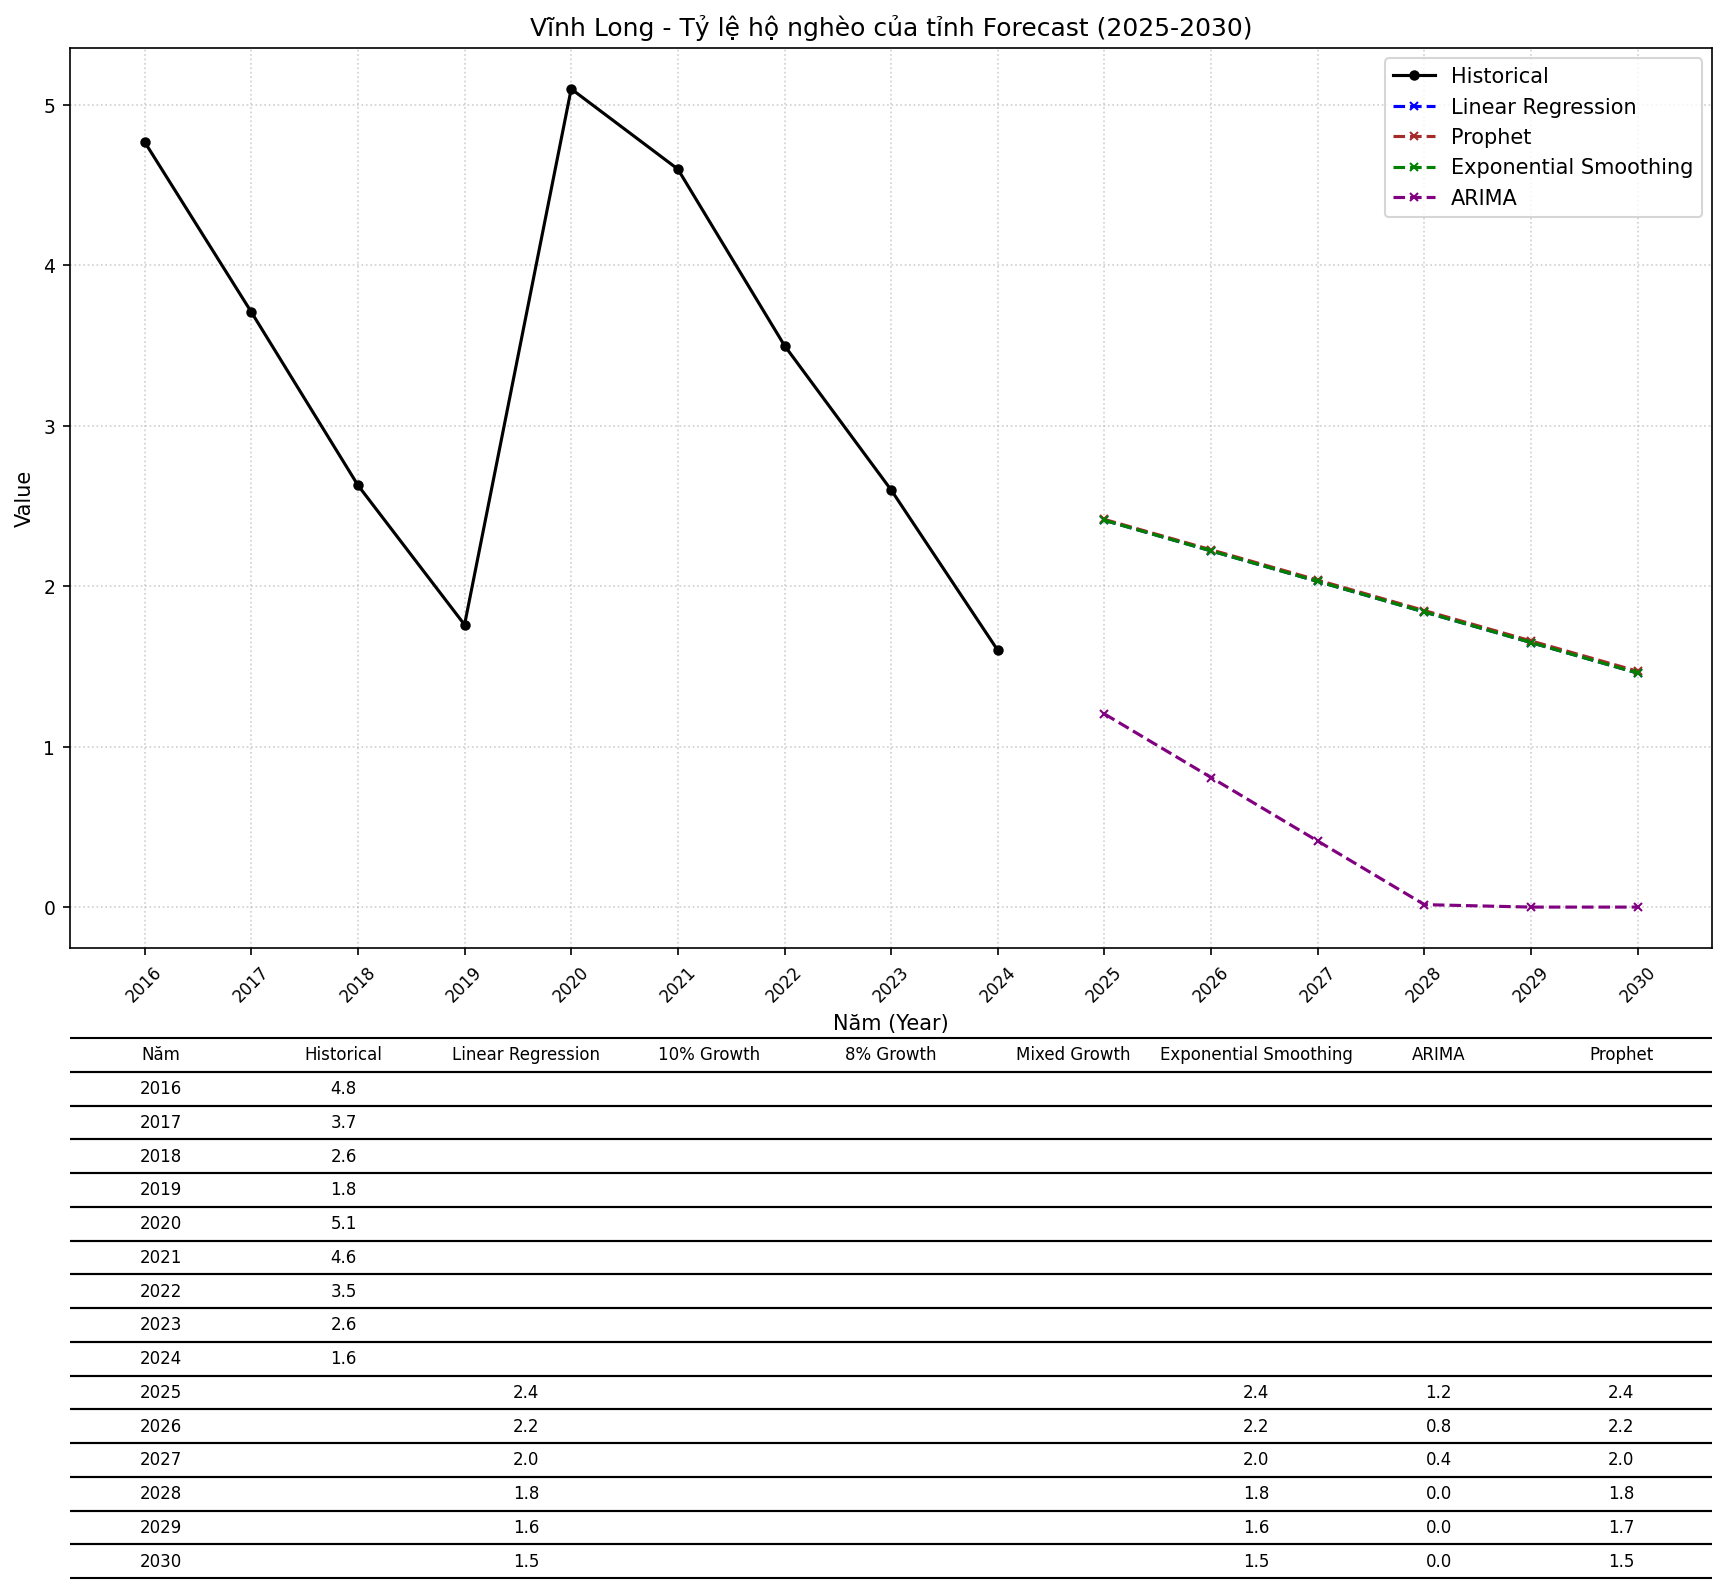 Vĩnh Long - Tỷ lệ hộ nghèo của tỉnh Forecast (2025-2030)
Historical
Linear Regression
Prophet
Exponential Smoothing
ARIMA
5
4
3
2
1
0
Value
2016 2017 2018 2019 2020 2021 2022 2023 2024 2025 2026 2027 2028 2029 2030
Năm (Year)
Năm Historical Linear Regression 10% Growth 8% Growth Mixed Growth Exponential Smoothing ARIMA Prophet
2016 4.8
2017 3.7
2018 2.6
2019 1.8
2020 5.1
2021 4.6
2022 3.5
2023 2.6
2024 1.6
2025 2.4 2.4 1.2 2.4
2026 2.2 2.2 0.8 2.2
2027 2.0 2.0 0.4 2.0
2028 1.8 1.8 0.0 1.8
2029 1.6 1.6 0.0 1.7
2030 1.5 1.5 0.0 1.5